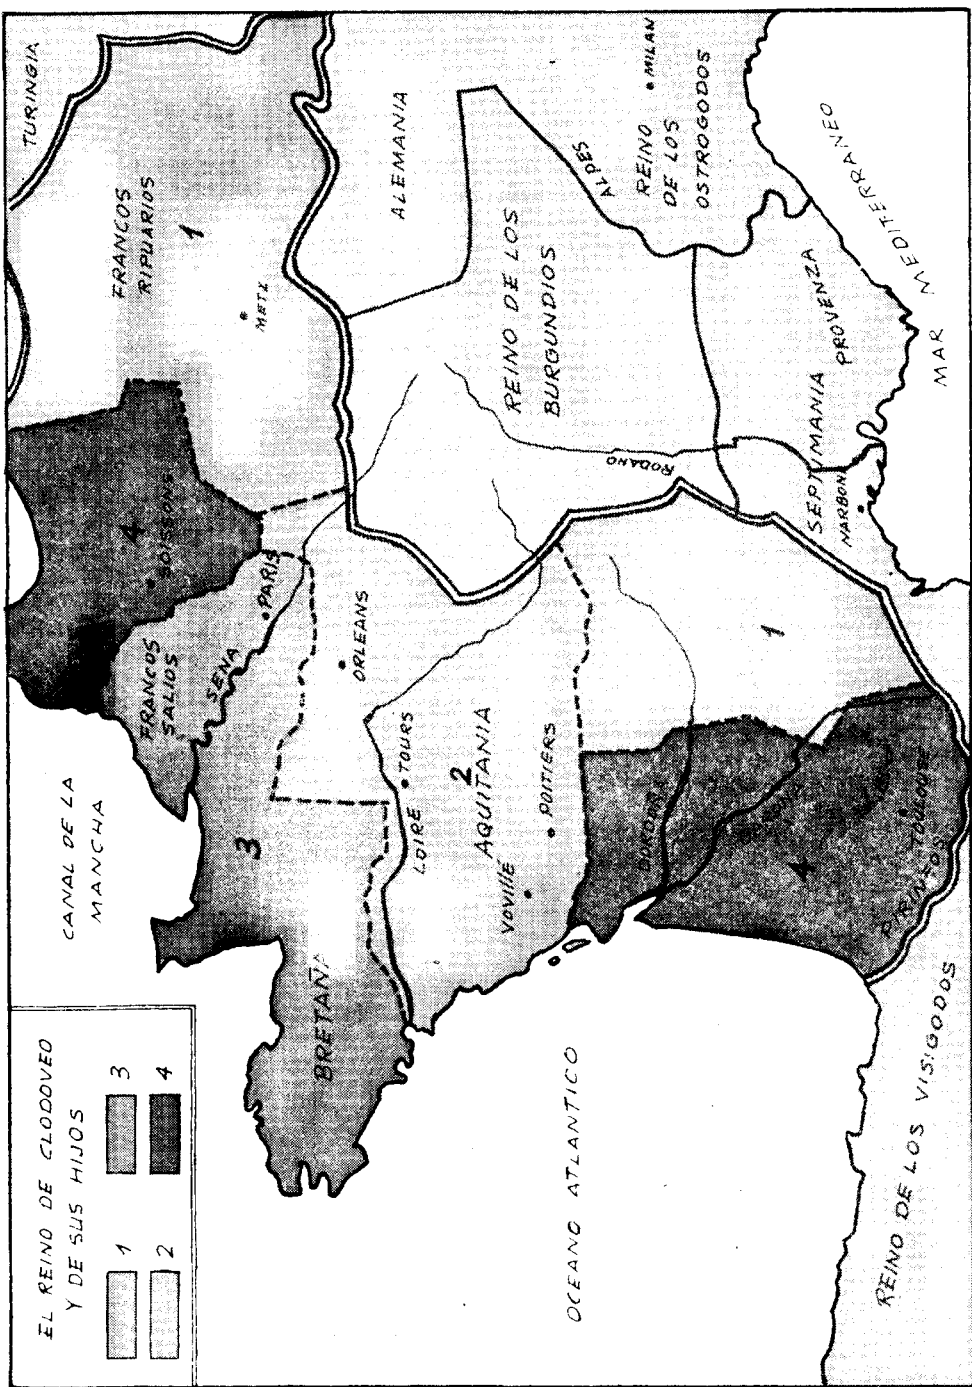 EL REINO DE CLODOVEO
Y DE SUS HIJOS
1
3
2
4
CANAL DE LA
MANCHA
TURINGIA
FRANCOS
RIPUARIOS
1
METZ
4
SOISSONS
FRANCOS
SALIOS
SENA
PARIS
3
BRETAÑA
ORLEANS
TOURS
LOIRE
2
AQUITANIA
POITIERS
VOVILLÉ
ALEMANIA
REINO DE LOS
BURGUNDIOS
ALPES
MILAN
REINO
DE LOS
OSTROGODOS
RODANO
1
4
SEPTIMANIA
NARBON
PROVENZA
MAR MEDITERRANEO
OCEANO ATLANTICO
REINO DE LOS VISIGODOS